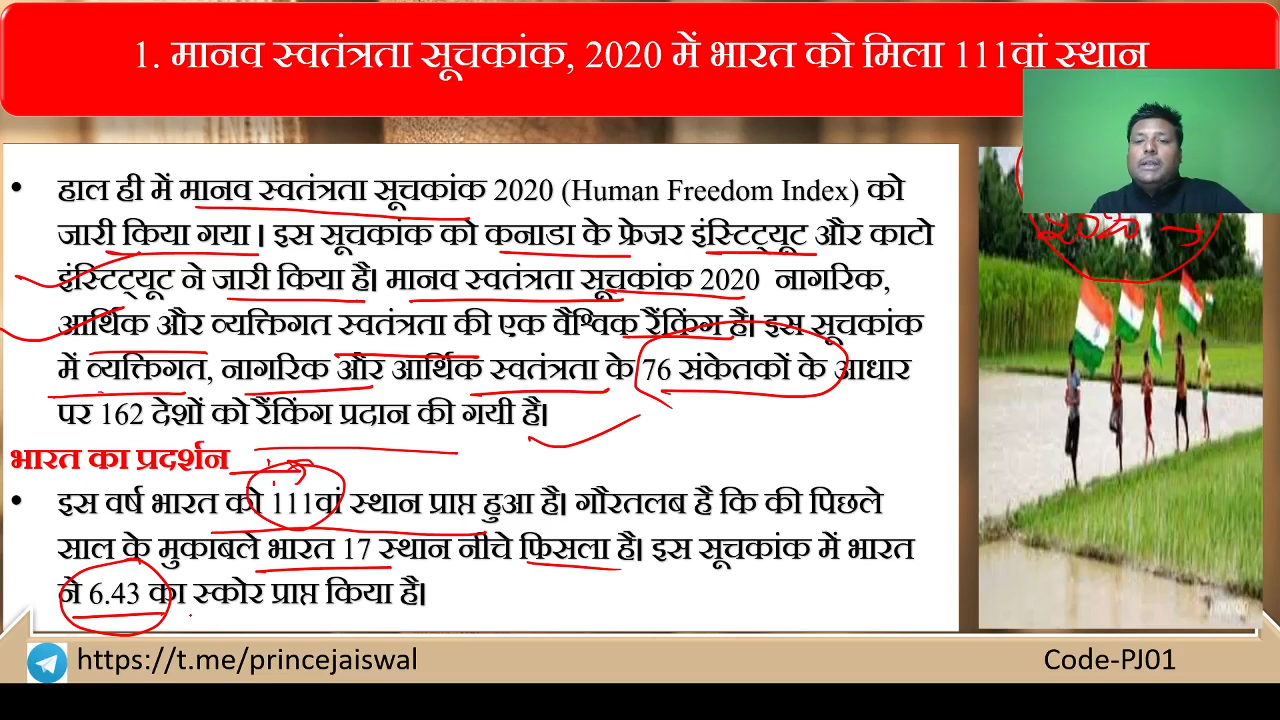 1. मानव स्वतंत्रता सूचकांक, 2020 में भारत को मिला 111वां स्थान
• हाल ही में मानव स्वतंत्रता सूचकांक 2020 (Human Freedom Index) को
जारी किया गया। इस सूचकांक को कनाडा के फ्रेजर इंस्टिट्यूट और काटो
इंस्टिट्यूट ने जारी किया है। मानव स्वतंत्रता सूचकांक 2020 नागरिक,
आर्थिक और व्यक्तिगत स्वतंत्रता की एक वैश्विक रैंकिंग है। इस सूचकांक
में व्यक्तिगत, नागरिक और आर्थिक स्वतंत्रता के 76 संकेतकों के आधार
पर 162 देशों को रैंकिंग प्रदान की गयी है।
भारत का प्रदर्शन
• इस वर्ष भारत को 111वां स्थान प्राप्त हुआ है। गौरतलब है कि की पिछले
साल के मुकाबले भारत 17 स्थान नीचे फिसला है। इस सूचकांक में भारत
ने 6.43 का स्कोर प्राप्त किया है।
https://t.me/princejaiswal
Code-PJ01